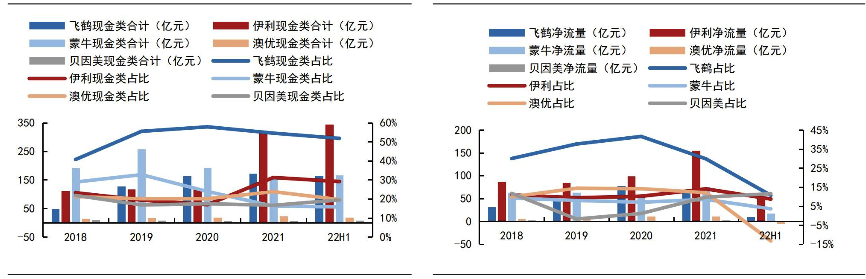 飞鹤现金类合计（亿元） 伊利现金类合计（亿元）
蒙牛现金类合计（亿元） 澳优现金类合计（亿元）
贝因美现金类合计（亿元） 飞鹤现金类占比
伊利现金类占比 蒙牛现金类占比
澳优现金类占比 贝因美现金类占比
350
250
150
50
-50
60%
50%
40%
30%
20%
10%
0%
2018 2019 2020 2021 22H1
飞鹤净流量（亿元） 伊利净流量（亿元）
蒙牛净流量（亿元） 澳优净流量（亿元）
贝因美净流量（亿元） 飞鹤占比
伊利占比 蒙牛占比
澳优占比 贝因美占比
200
150
100
50
0
-50
45%
35%
25%
15%
5%
-5%
-15%
2018 2019 2020 2021 22H1